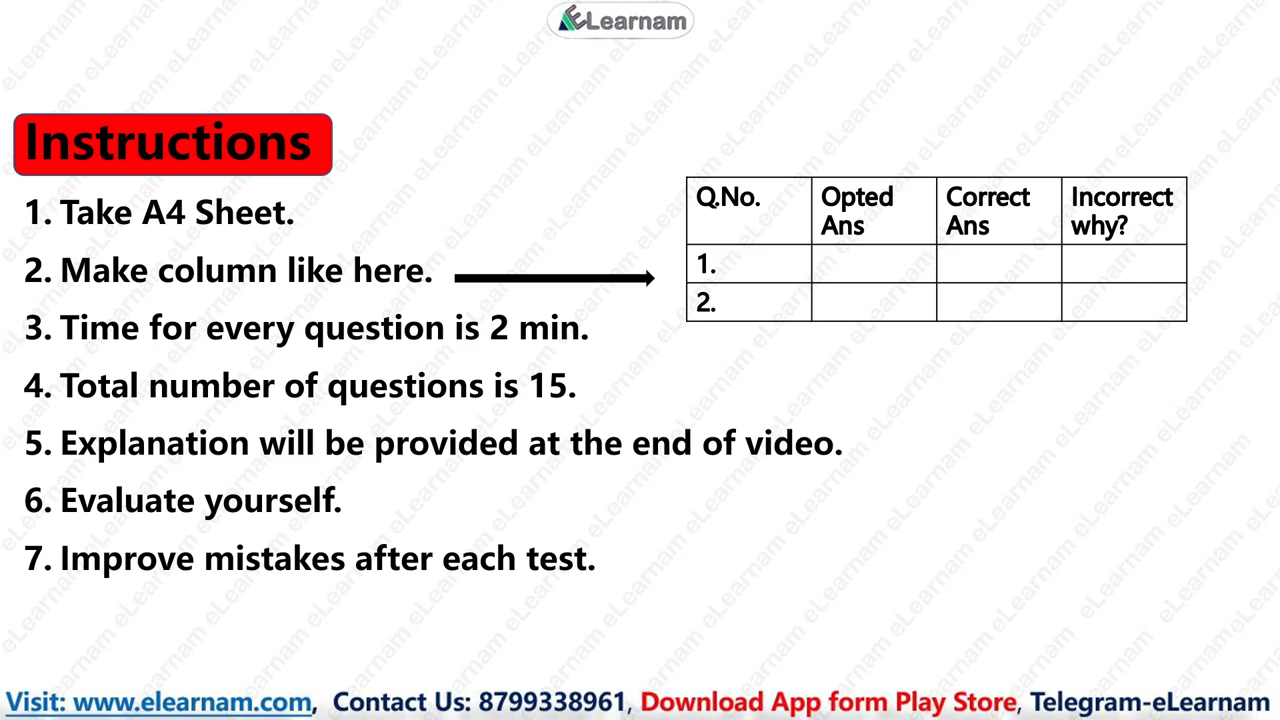 ELearnam
Instructions
1. Take A4 Sheet.
2. Make column like here.
3. Time for every question is 2 min.
4. Total number of questions is 15.
5. Explanation will be provided at the end of video.
6. Evaluate yourself.
7. Improve mistakes after each test.
Q.No. Opted Ans Correct Ans Incorrect why?
1.
2.
Visit: www.elearnam.com, Contact Us: 8799338961, Download App form Play Store, Telegram-eLearnam